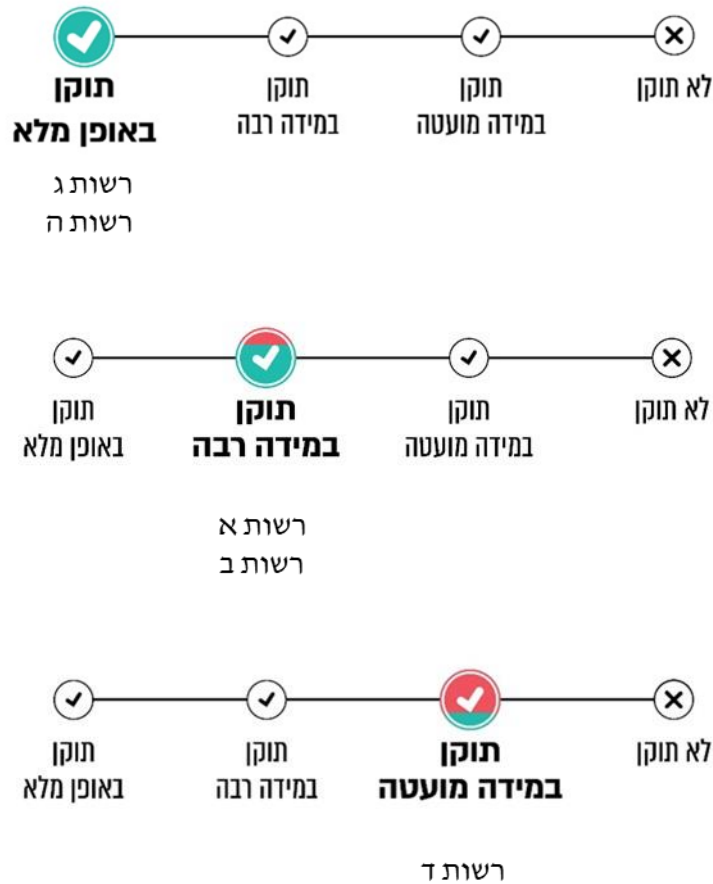 לא תוקן
תוקן
במידה מועטה
תוקן
במידה רבה
תוקן
באופן מלא
רשות ג
רשות ה
לא תוקן
תוקן
במידה מועטה
תוקן
במידה רבה
תוקן
באופן מלא
רשות א
רשות ב
לא תוקן
תוקן
במידה מועטה
תוקן
במידה רבה
תוקן
באופן מלא
רשות ד